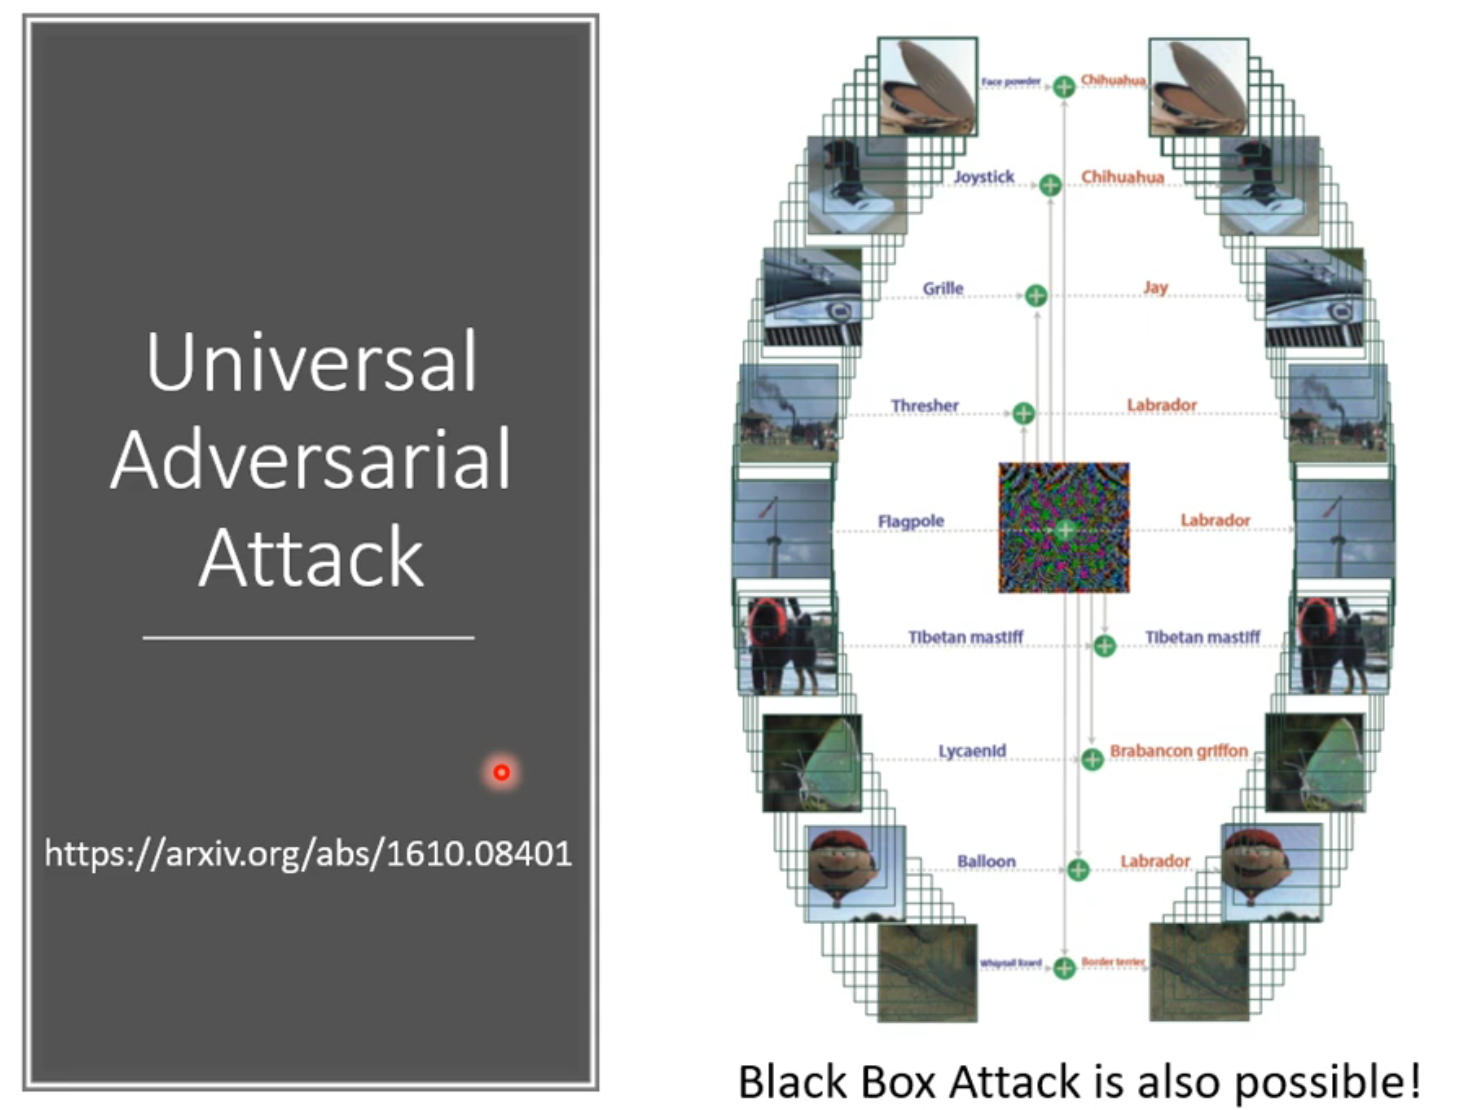 Universal
Adversarial
Attack
https://arxiv.org/abs/1610.08401
Face powder Chihuahua
Joystick Chihuahua
Grille Jay
Thresher Labrador
Flagpole Labrador
Tibetan mastiff Tibetan mastiff
Lycaenid Brabancon griffon
Balloon Labrador
Whiptail lizard Border terrier
Black Box Attack is also possible!